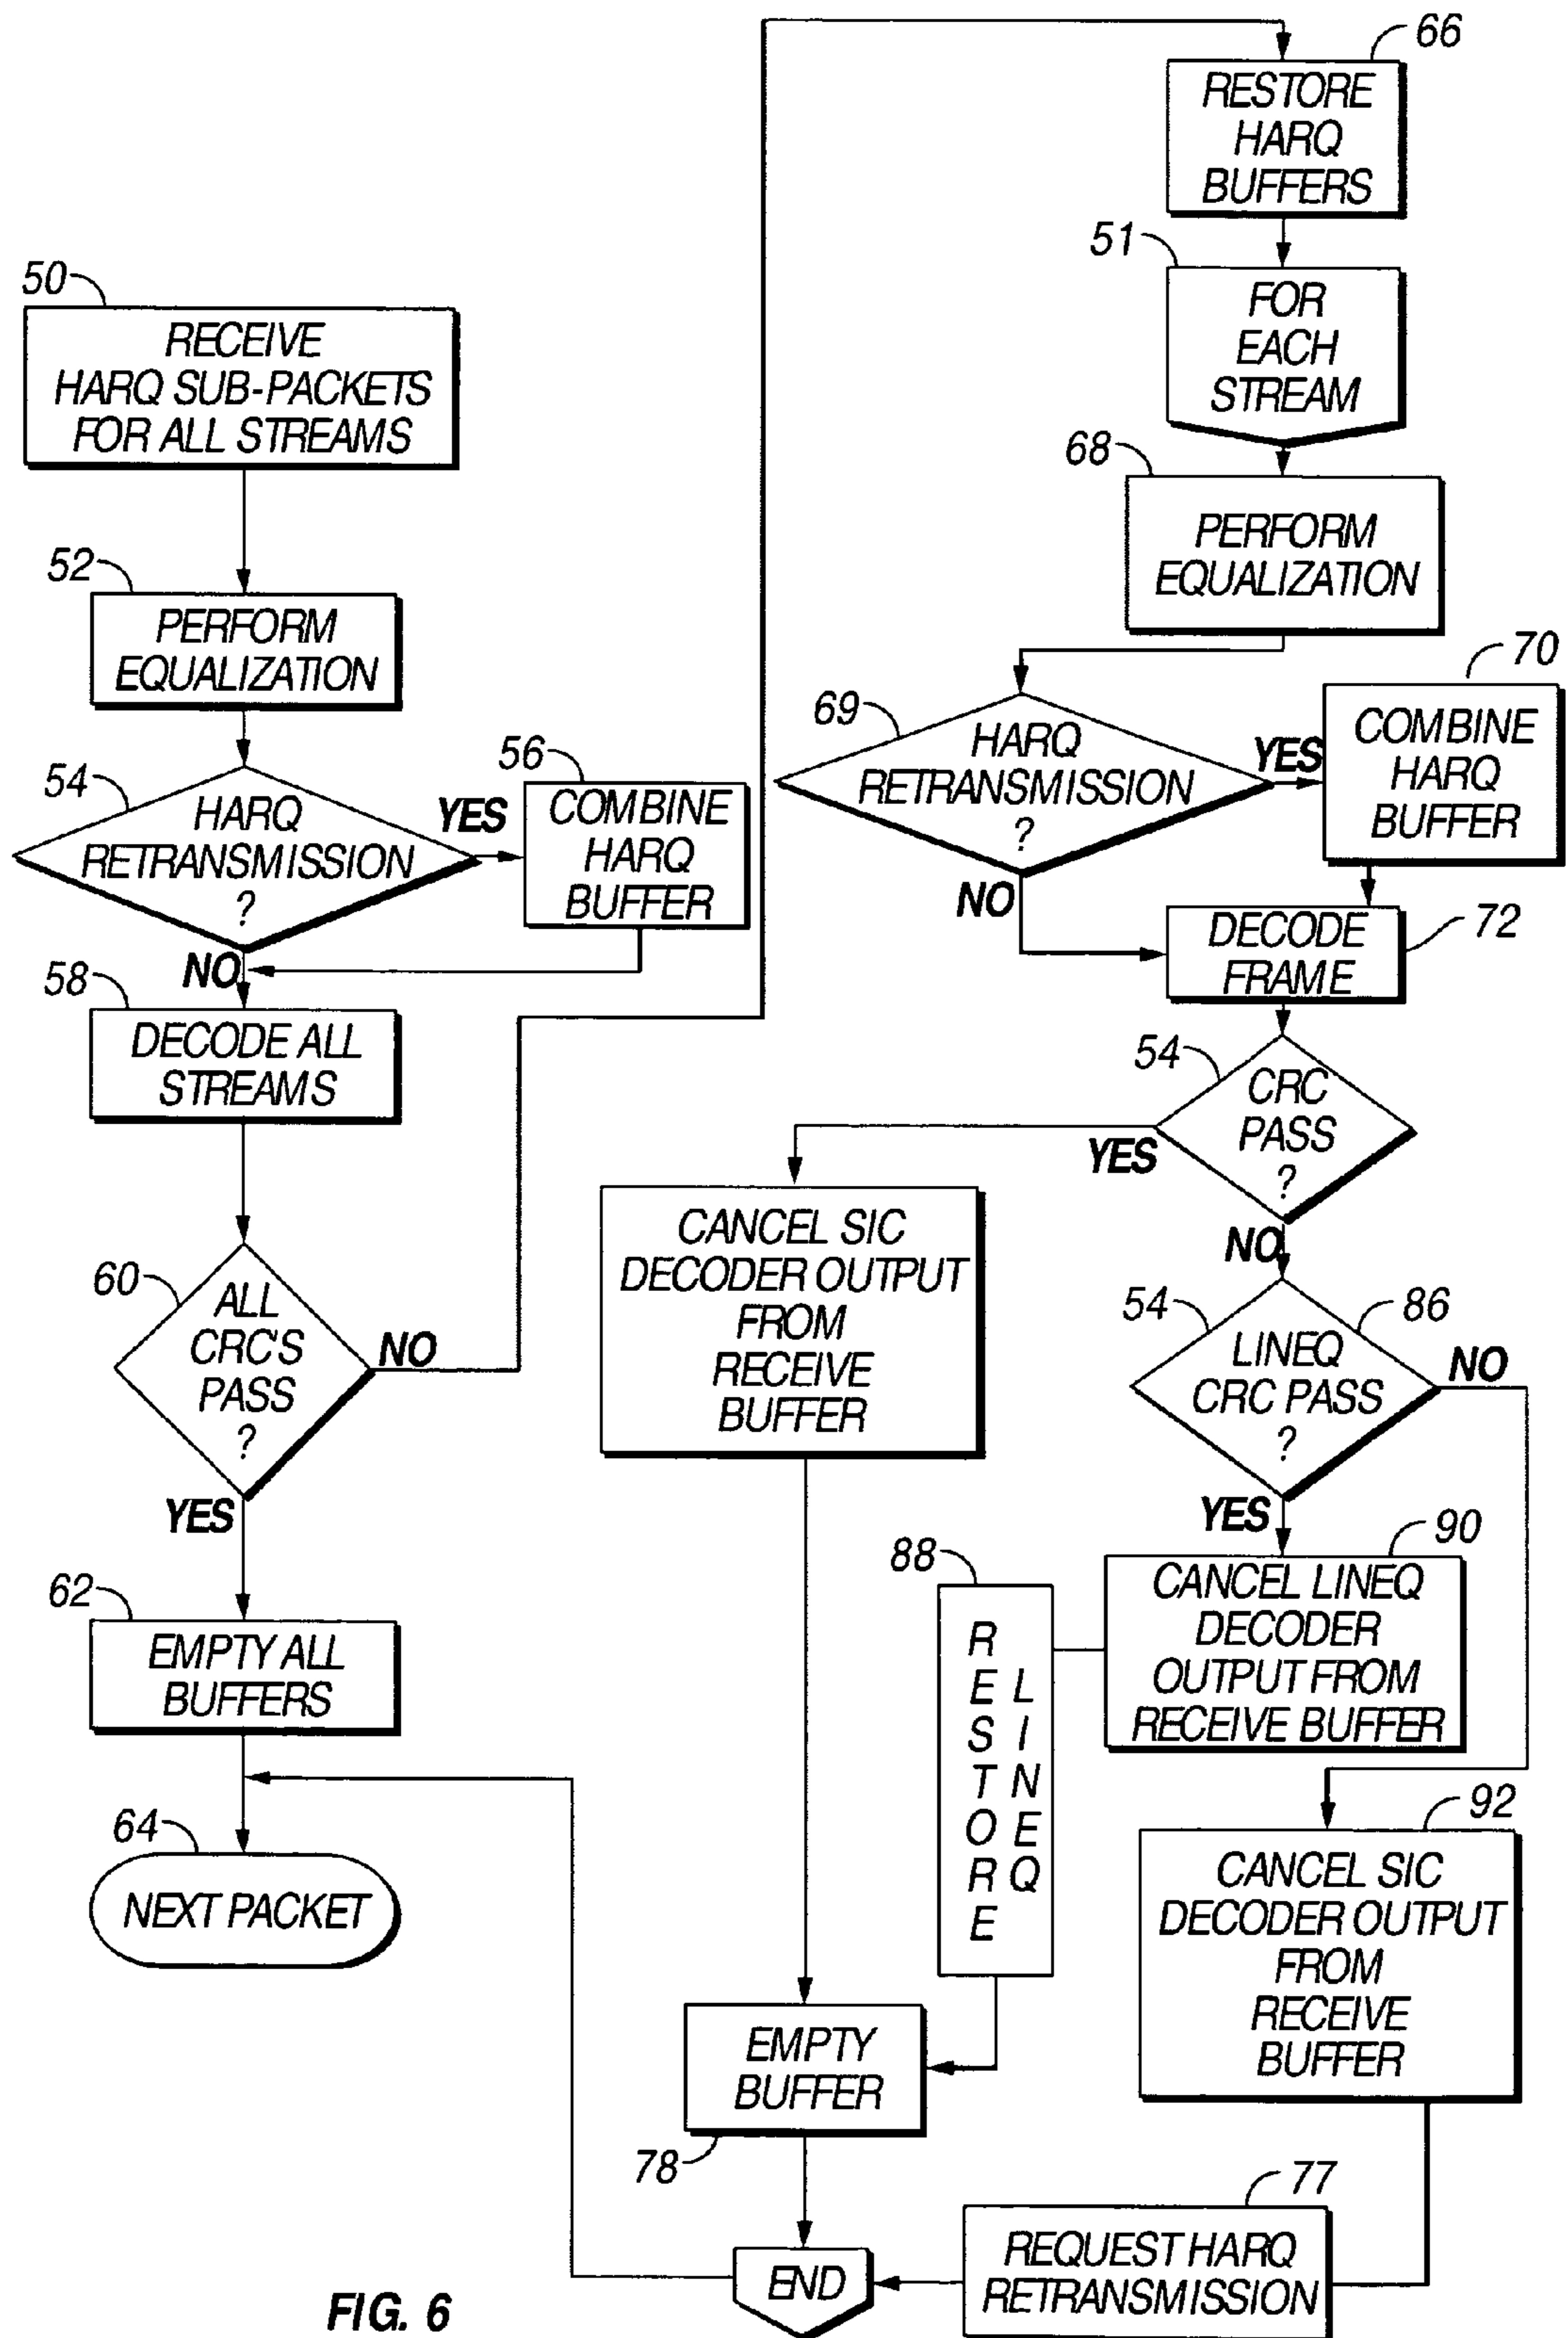 50
RECEIVE
HARQ SUB-PACKETS
FOR ALL STREAMS
52
PERFORM
EQUALIZATION
54
HARQ
RETRANSMISSION
?
YES
56
COMBINE
HARQ
BUFFER
NO
58
DECODE ALL
STREAMS
60
ALL
CRC'S
PASS
?
NO
YES
62
EMPTY ALL
BUFFERS
64
NEXT PACKET
66
RESTORE
HARQ
BUFFERS
51
FOR
EACH
STREAM
68
PERFORM
EQUALIZATION
69
HARQ
RETRANSMISSION
?
YES
70
COMBINE
HARQ
BUFFER
NO
72
DECODE
FRAME
54
CRC
PASS
?
YES
CANCEL SIC
DECODER OUTPUT
FROM
RECEIVE
BUFFER
NO
54
86
LINEQ
CRC PASS
?
NO
YES
90
CANCEL LINEQ
DECODER
OUTPUT FROM
RECEIVE BUFFER
88
RESTORE
LINEQ
92
CANCEL SIC
DECODER OUTPUT
FROM
RECEIVE
BUFFER
EMPTY
BUFFER
78
77
REQUEST HARQ
RETRANSMISSION
END
FIG. 6